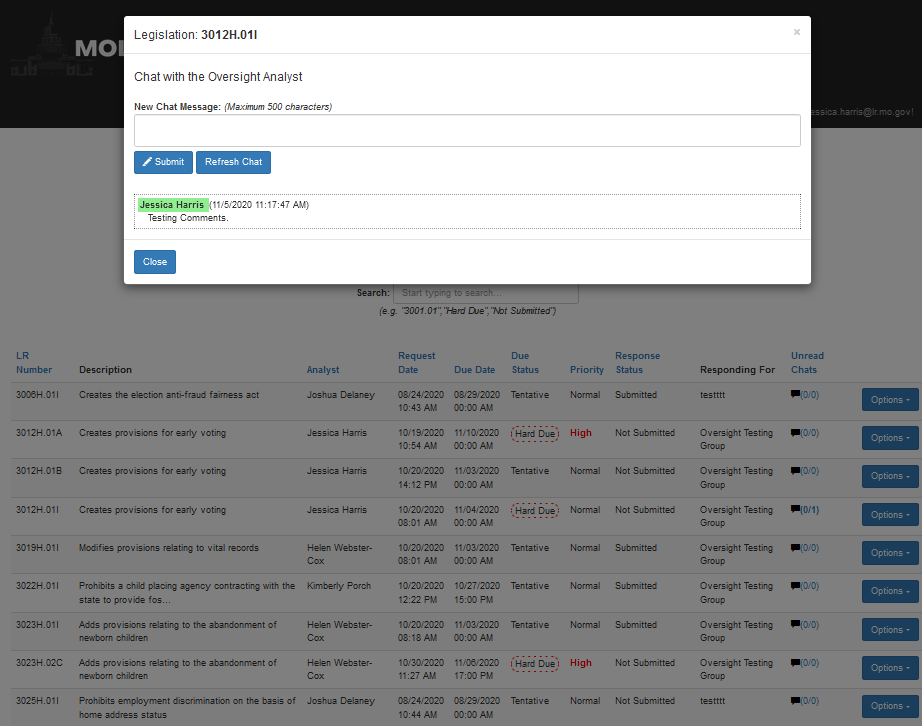 Legislation: 3012H.01I
×
Chat with the Oversight Analyst
New Chat Message: (Maximum 500 characters)
Submit Refresh Chat
Jessica Harris (11/5/2020 11:17:47 AM)
Testing Comments.
Close
MO
essica.harris@lr.mo.gov!
Search: Start typing to search...
(e.g. "3001.01","Hard Due","Not Submitted")
LR Request Due Response Unread
Number Description Analyst Date Due Date Status Priority Status Responding For Chats
3006H.01I Creates the election anti-fraud fairness act Joshua Delaney 08/24/2020 08/29/2020 Tentative Normal Submitted testttt (0/0) Options
10:43 AM 00:00 AM
3012H.01A Creates provisions for early voting Jessica Harris 10/19/2020 11/10/2020 Hard Due High Not Submitted Oversight Testing (0/0) Options
10:54 AM 00:00 AM Group
3012H.01B Creates provisions for early voting Jessica Harris 10/20/2020 11/03/2020 Tentative Normal Not Submitted Oversight Testing (0/0) Options
14:12 PM 00:00 AM Group
3012H.01I Creates provisions for early voting Jessica Harris 10/20/2020 11/04/2020 Hard Due Normal Not Submitted Oversight Testing (0/1) Options
08:01 AM 00:00 AM Group
3019H.01I Modifies provisions relating to vital records Helen Webster- 10/20/2020 11/03/2020 Tentative Normal Submitted Oversight Testing (0/0) Options
Cox 08:01 AM 00:00 AM Group
3022H.01I Prohibits a child placing agency contracting with the Kimberly Porch 10/20/2020 10/27/2020 Tentative Normal Submitted Oversight Testing (0/0) Options
state to provide fos... 12:22 PM 15:00 PM Group
3023H.01I Adds provisions relating to the abandonment of Helen Webster- 10/20/2020 11/03/2020 Tentative Normal Submitted Oversight Testing (0/0) Options
newborn children Cox 08:18 AM 00:00 AM Group
3023H.02C Adds provisions relating to the abandonment of Helen Webster- 10/30/2020 11/06/2020 Hard Due High Not Submitted Oversight Testing (0/0) Options
newborn children Cox 11:27 AM 17:00 PM Group
3025H.01I Prohibits employment discrimination on the basis of Joshua Delaney 08/24/2020 08/29/2020 Tentative Normal Not Submitted testttt (0/0) Options
home address status 10:44 AM 00:00 AM